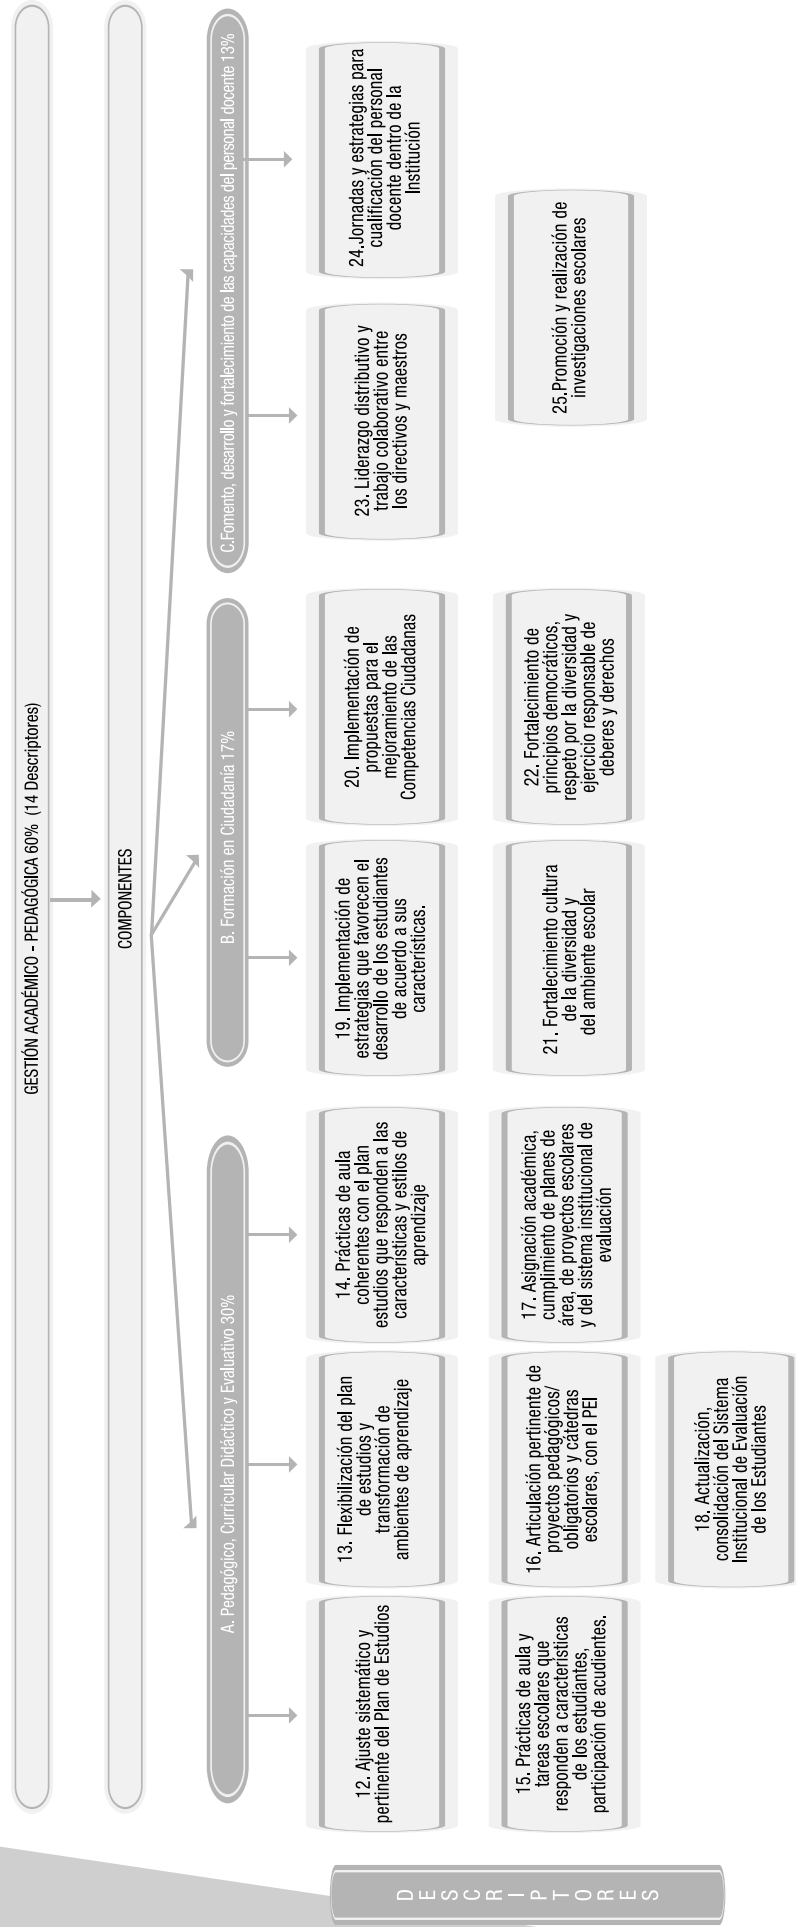 GESTIÓN ACADÉMICO - PEDAGÓGICA 60% (14 Descriptores)
COMPONENTES
A. Pedagógico, Curricular Didáctico y Evaluativo 30%
B. Formación en Ciudadanía 17%
C.Fomento, desarrollo y fortalecimiento de las capacidades del personal docente 13%
DESCRIPTORES
12. Ajuste sistemático y
pertinente del Plan de Estudios
13. Flexibilización del plan
de estudios y
transformación de
ambientes de aprendizaje
14. Prácticas de aula
coherentes con el plan
estudios que responden a las
características y estilos de
aprendizaje
15. Prácticas de aula y
tareas escolares que
responden a características
de los estudiantes,
participación de acudientes.
16. Articulación pertinente de
proyectos pedagógicos/
obligatorios y cátedras
escolares, con el PEI
17. Asignación académica,
cumplimiento de planes de
área, de proyectos escolares
y del sistema institucional de
evaluación
18. Actualización,
consolidación del Sistema
Institucional de Evaluación
de los Estudiantes
19. Implementación de
estrategias que favorecen el
desarrollo de los estudiantes
de acuerdo a sus
características.
20. Implementación de
propuestas para el
mejoramiento de las
Competencias Ciudadanas
21. Fortalecimiento cultura
de la diversidad y
del ambiente escolar
22. Fortalecimiento de
principios democráticos,
respeto por la diversidad y
ejercicio responsable de
deberes y derechos
23. Liderazgo distributivo y
trabajo colaborativo entre
los directivos y maestros
24.Jornadas y estrategias para
cualificación del personal
docente dentro de la
Institución
25.Promoción y realización de
investigaciones escolares